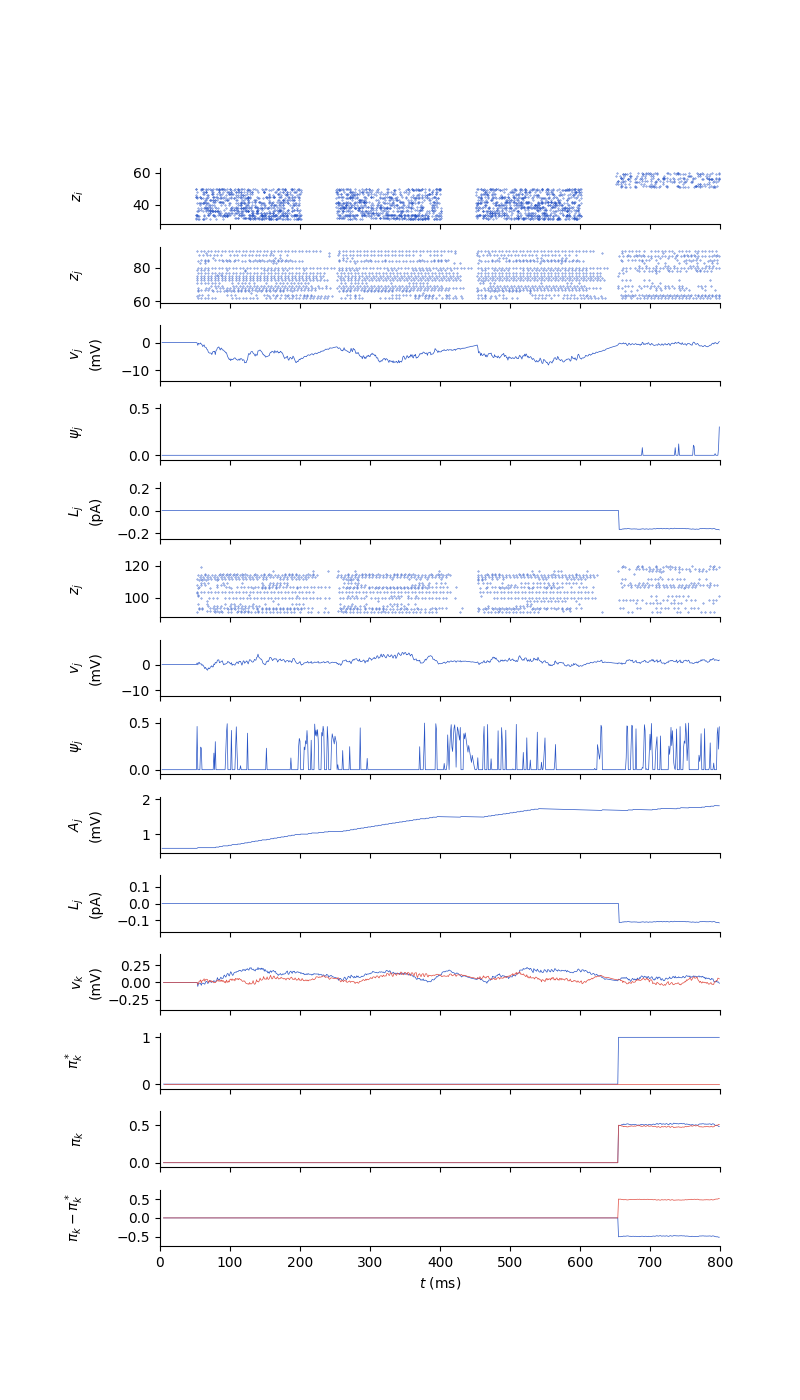 60
40
z_i
80
60
z_j
0
−10
v_j
(mV)
0.5
0.0
ψ_j
0.2
0.0
−0.2
L_j
(pA)
120
100
z_j
0
−10
v_j
(mV)
0.5
0.0
ψ_j
2
1
A_j
(mV)
0.1
0.0
−0.1
L_j
(pA)
0.25
0.00
−0.25
v_k
(mV)
1
0
π_k^*
0.5
0.0
π_k
0.5
0.0
−0.5
π_k − π_k^*
0 100 200 300 400 500 600 700 800
t (ms)